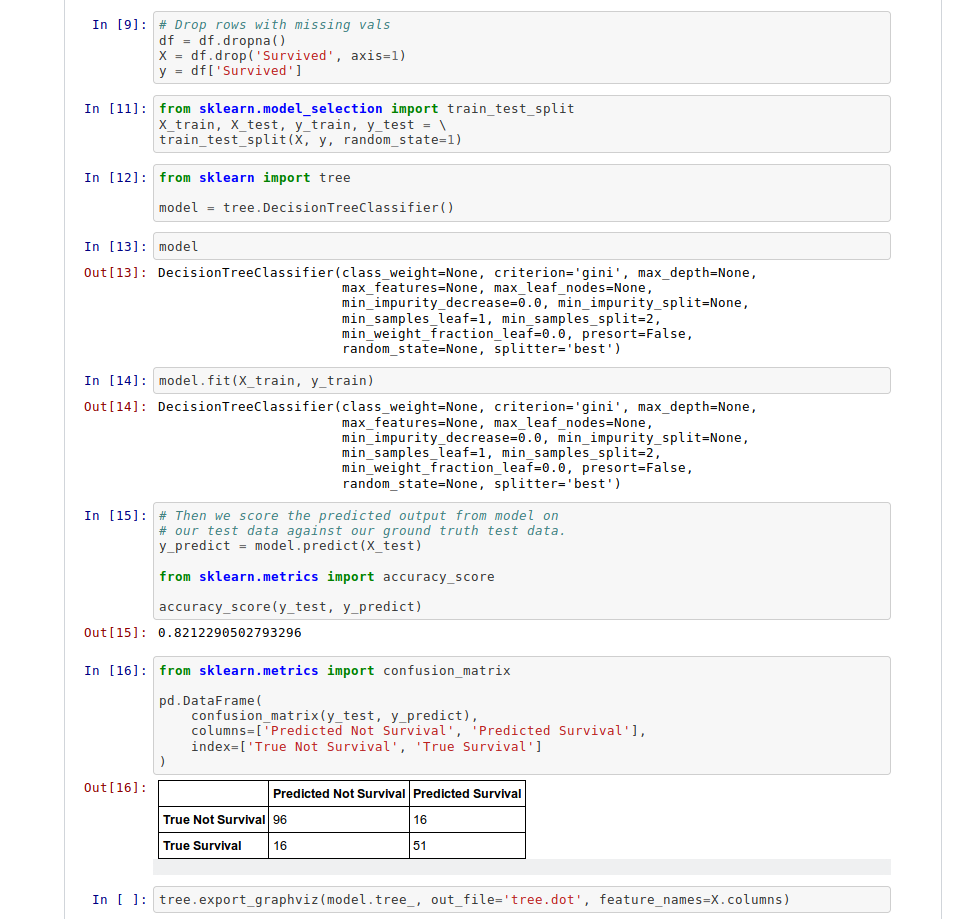 In [9]: # Drop rows with missing vals
df = df.dropna()
X = df.drop('Survived', axis=1)
y = df['Survived']
In [11]: from sklearn.model_selection import train_test_split
X_train, X_test, y_train, y_test = \
train_test_split(X, y, random_state=1)
In [12]: from sklearn import tree
model = tree.DecisionTreeClassifier()
In [13]: model
Out[13]: DecisionTreeClassifier(class_weight=None, criterion='gini', max_depth=None,
max_features=None, max_leaf_nodes=None,
min_impurity_decrease=0.0, min_impurity_split=None,
min_samples_leaf=1, min_samples_split=2,
min_weight_fraction_leaf=0.0, presort=False,
random_state=None, splitter='best')
In [14]: model.fit(X_train, y_train)
Out[14]: DecisionTreeClassifier(class_weight=None, criterion='gini', max_depth=None,
max_features=None, max_leaf_nodes=None,
min_impurity_decrease=0.0, min_impurity_split=None,
min_samples_leaf=1, min_samples_split=2,
min_weight_fraction_leaf=0.0, presort=False,
random_state=None, splitter='best')
In [15]: # Then we score the predicted output from model on
# our test data against our ground truth test data.
y_predict = model.predict(X_test)
from sklearn.metrics import accuracy_score
accuracy_score(y_test, y_predict)
Out[15]: 0.8212290502793296
In [16]: from sklearn.metrics import confusion_matrix
pd.DataFrame(
confusion_matrix(y_test, y_predict),
columns=['Predicted Not Survival', 'Predicted Survival'],
index=['True Not Survival', 'True Survival']
)
Out[16]: Predicted Not Survival Predicted Survival
True Not Survival 96 16
True Survival 16 51
In [ ]: tree.export_graphviz(model.tree_, out_file='tree.dot', feature_names=X.columns)